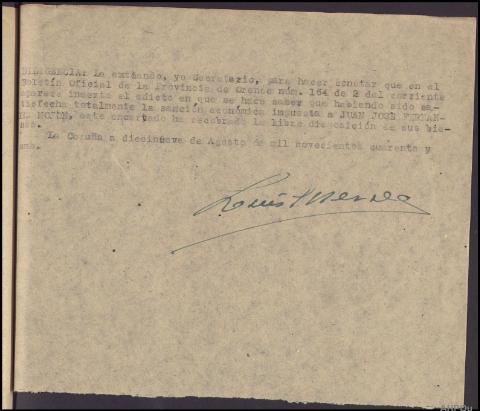 DILIGENCIA: La extiendo, yo Secretario, para hacer constar que en el
Boletín Oficial de la Provincia de Orense núm. 164 de 2 del corriente
aparece inserto el edicto en que se hace saber que habiendo sido sa-
tisfecha totalmente la sanción económica impuesta a JUAN JOSE FERNAN-
, este encartado ha recobrado la libre disposición de sus bie-
nes.
La Coruña a diecinueve de Agosto de mil novecientos cuarenta y
uno.
Luis